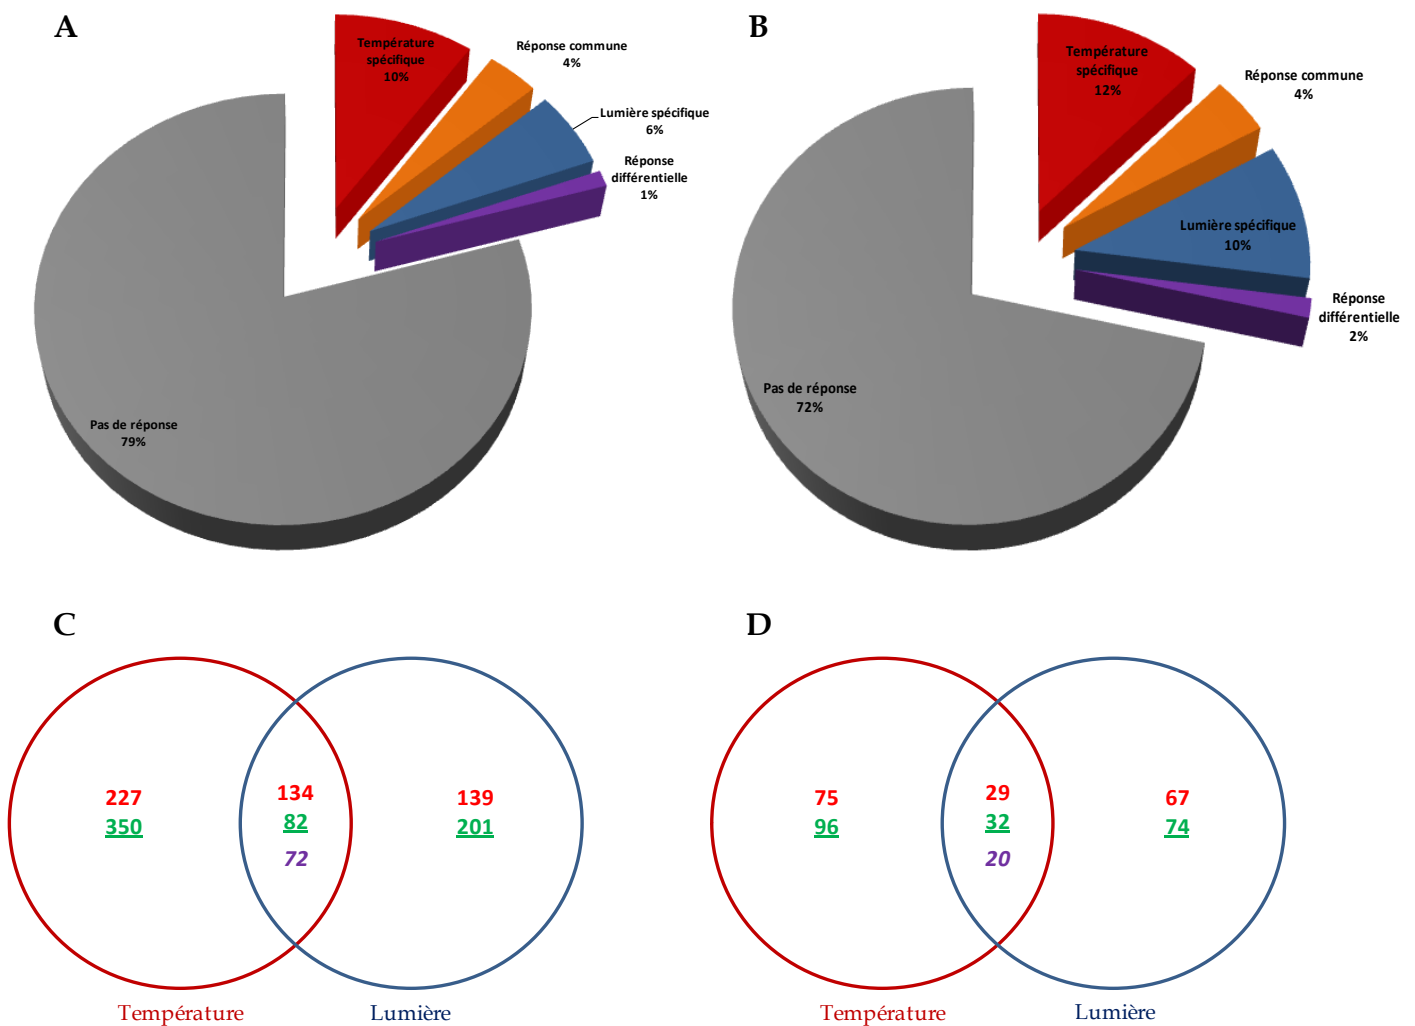 A
Température
spécifique
10%
Réponse commune
4%
Lumière spécifique
6%
Réponse
différentielle
1%
Pas de réponse
79%
B
Température
spécifique
12%
Réponse commune
4%
Lumière spécifique
10%
Réponse
différentielle
2%
Pas de réponse
72%
C
227
350
134
82
72
139
201
Température
Lumière
D
75
96
29
32
20
67
74
Température
Lumière